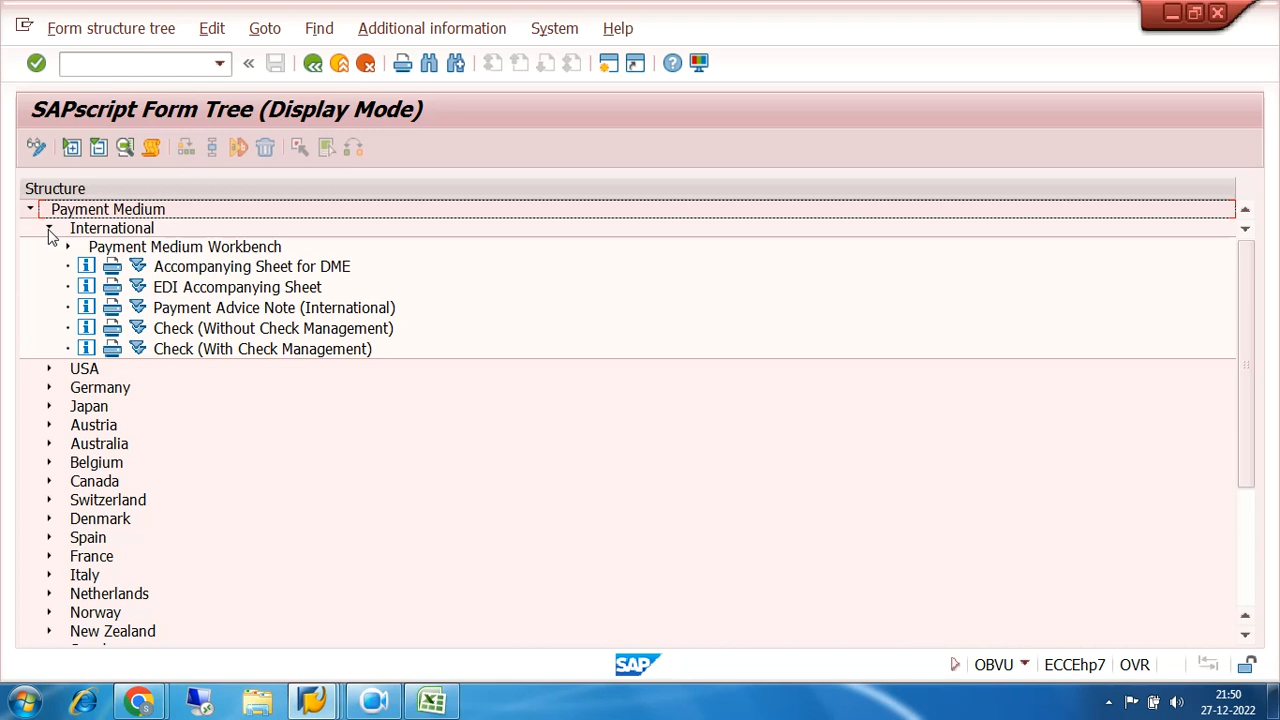 Form structure tree Edit Goto Find Additional information System Help
SAPscript Form Tree (Display Mode)
Structure
Payment Medium
International
Payment Medium Workbench
Accompanying Sheet for DME
EDI Accompanying Sheet
Payment Advice Note (International)
Check (Without Check Management)
Check (With Check Management)
USA
Germany
Japan
Austria
Australia
Belgium
Canada
Switzerland
Denmark
Spain
France
Italy
Netherlands
Norway
New Zealand
SAP OBVU ECCEhp7 OVR
21:50
27-12-2022